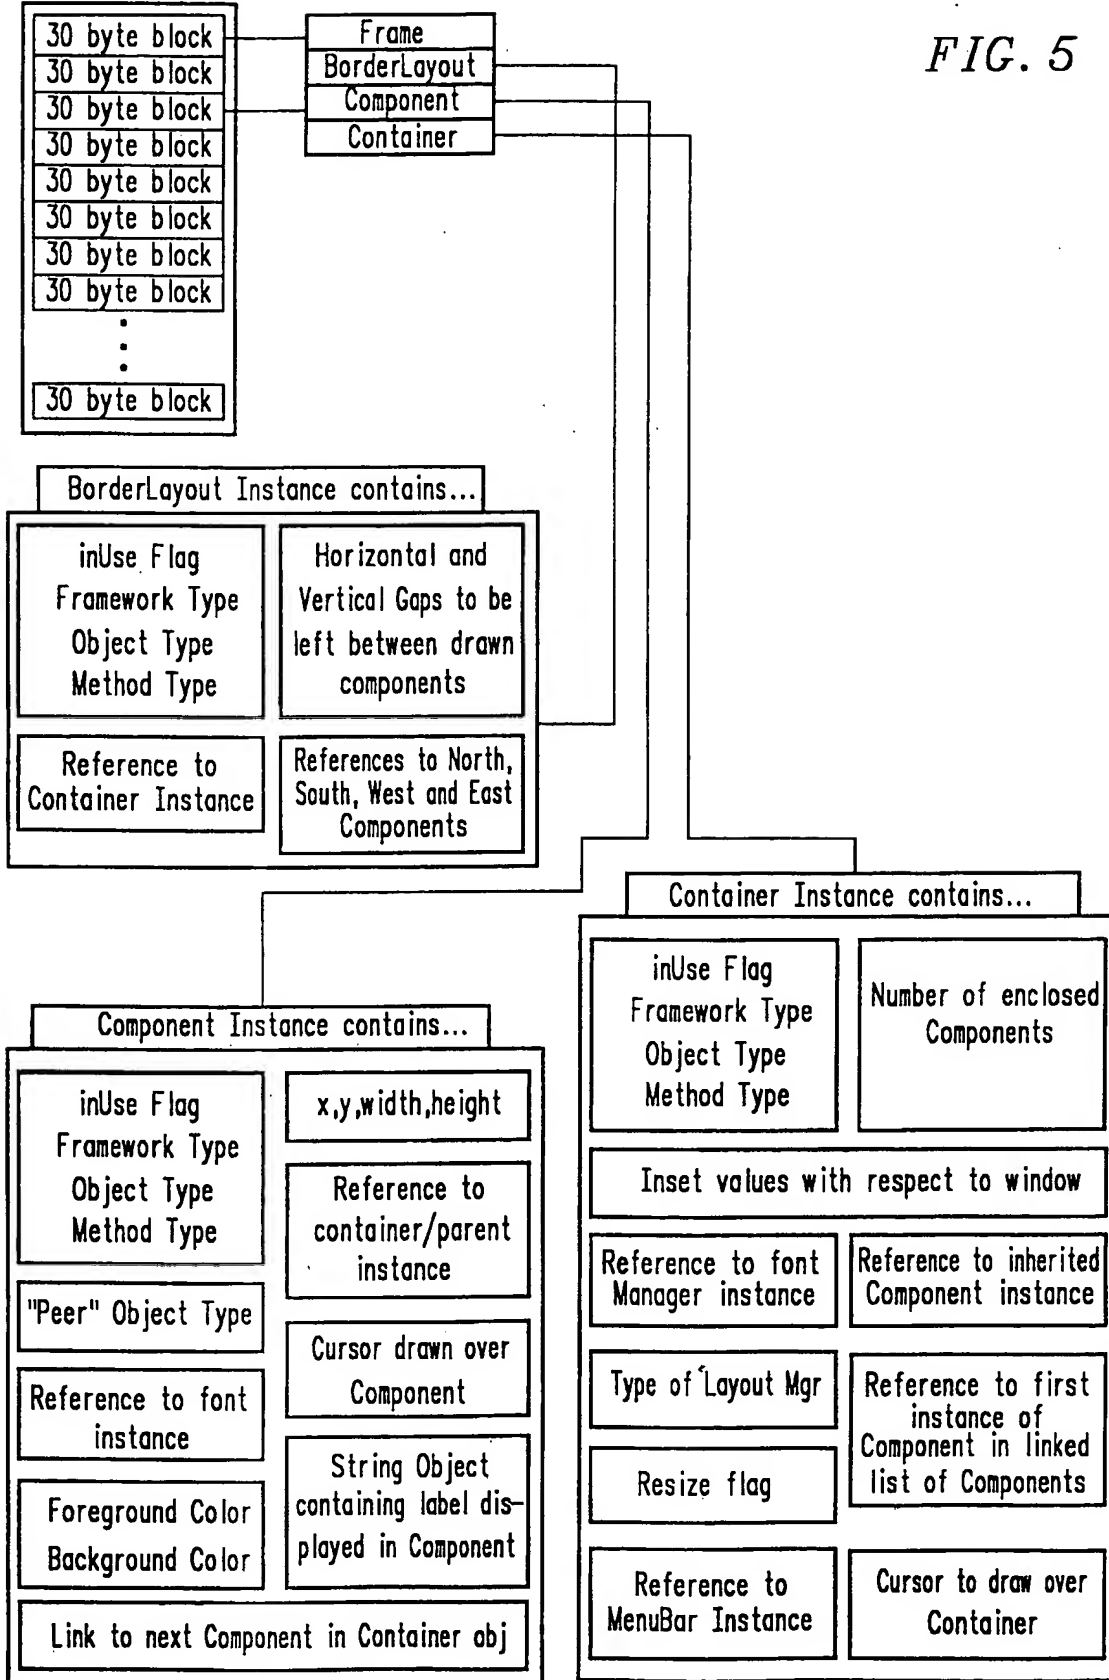 FIG. 5
30 byte block
30 byte block
30 byte block
30 byte block
30 byte block
30 byte block
30 byte block
30 byte block
30 byte block
Frame
BorderLayout
Component
Container
BorderLayout Instance contains...
inUse Flag
Framework Type
Object Type
Method Type
Horizontal and
Vertical Gaps to be
left between drawn
components
Reference to
Container Instance
References to North,
South, West and East
Components
Component Instance contains...
inUse Flag
Framework Type
Object Type
Method Type
x,y,width,height
Reference to
container/parent
instance
"Peer" Object Type
Cursor drawn over
Component
Reference to font
instance
String Object
containing label dis-
played in Component
Foreground Color
Background Color
Link to next Component in Container obj
Container Instance contains...
inUse Flag
Framework Type
Object Type
Method Type
Number of enclosed
Components
Inset values with respect to window
Reference to font
Manager instance
Reference to inherited
Component instance
Type of Layout Mgr
Reference to first
instance of
Component in linked
list of Components
Resize flag
Reference to
MenuBar Instance
Cursor to draw over
Container